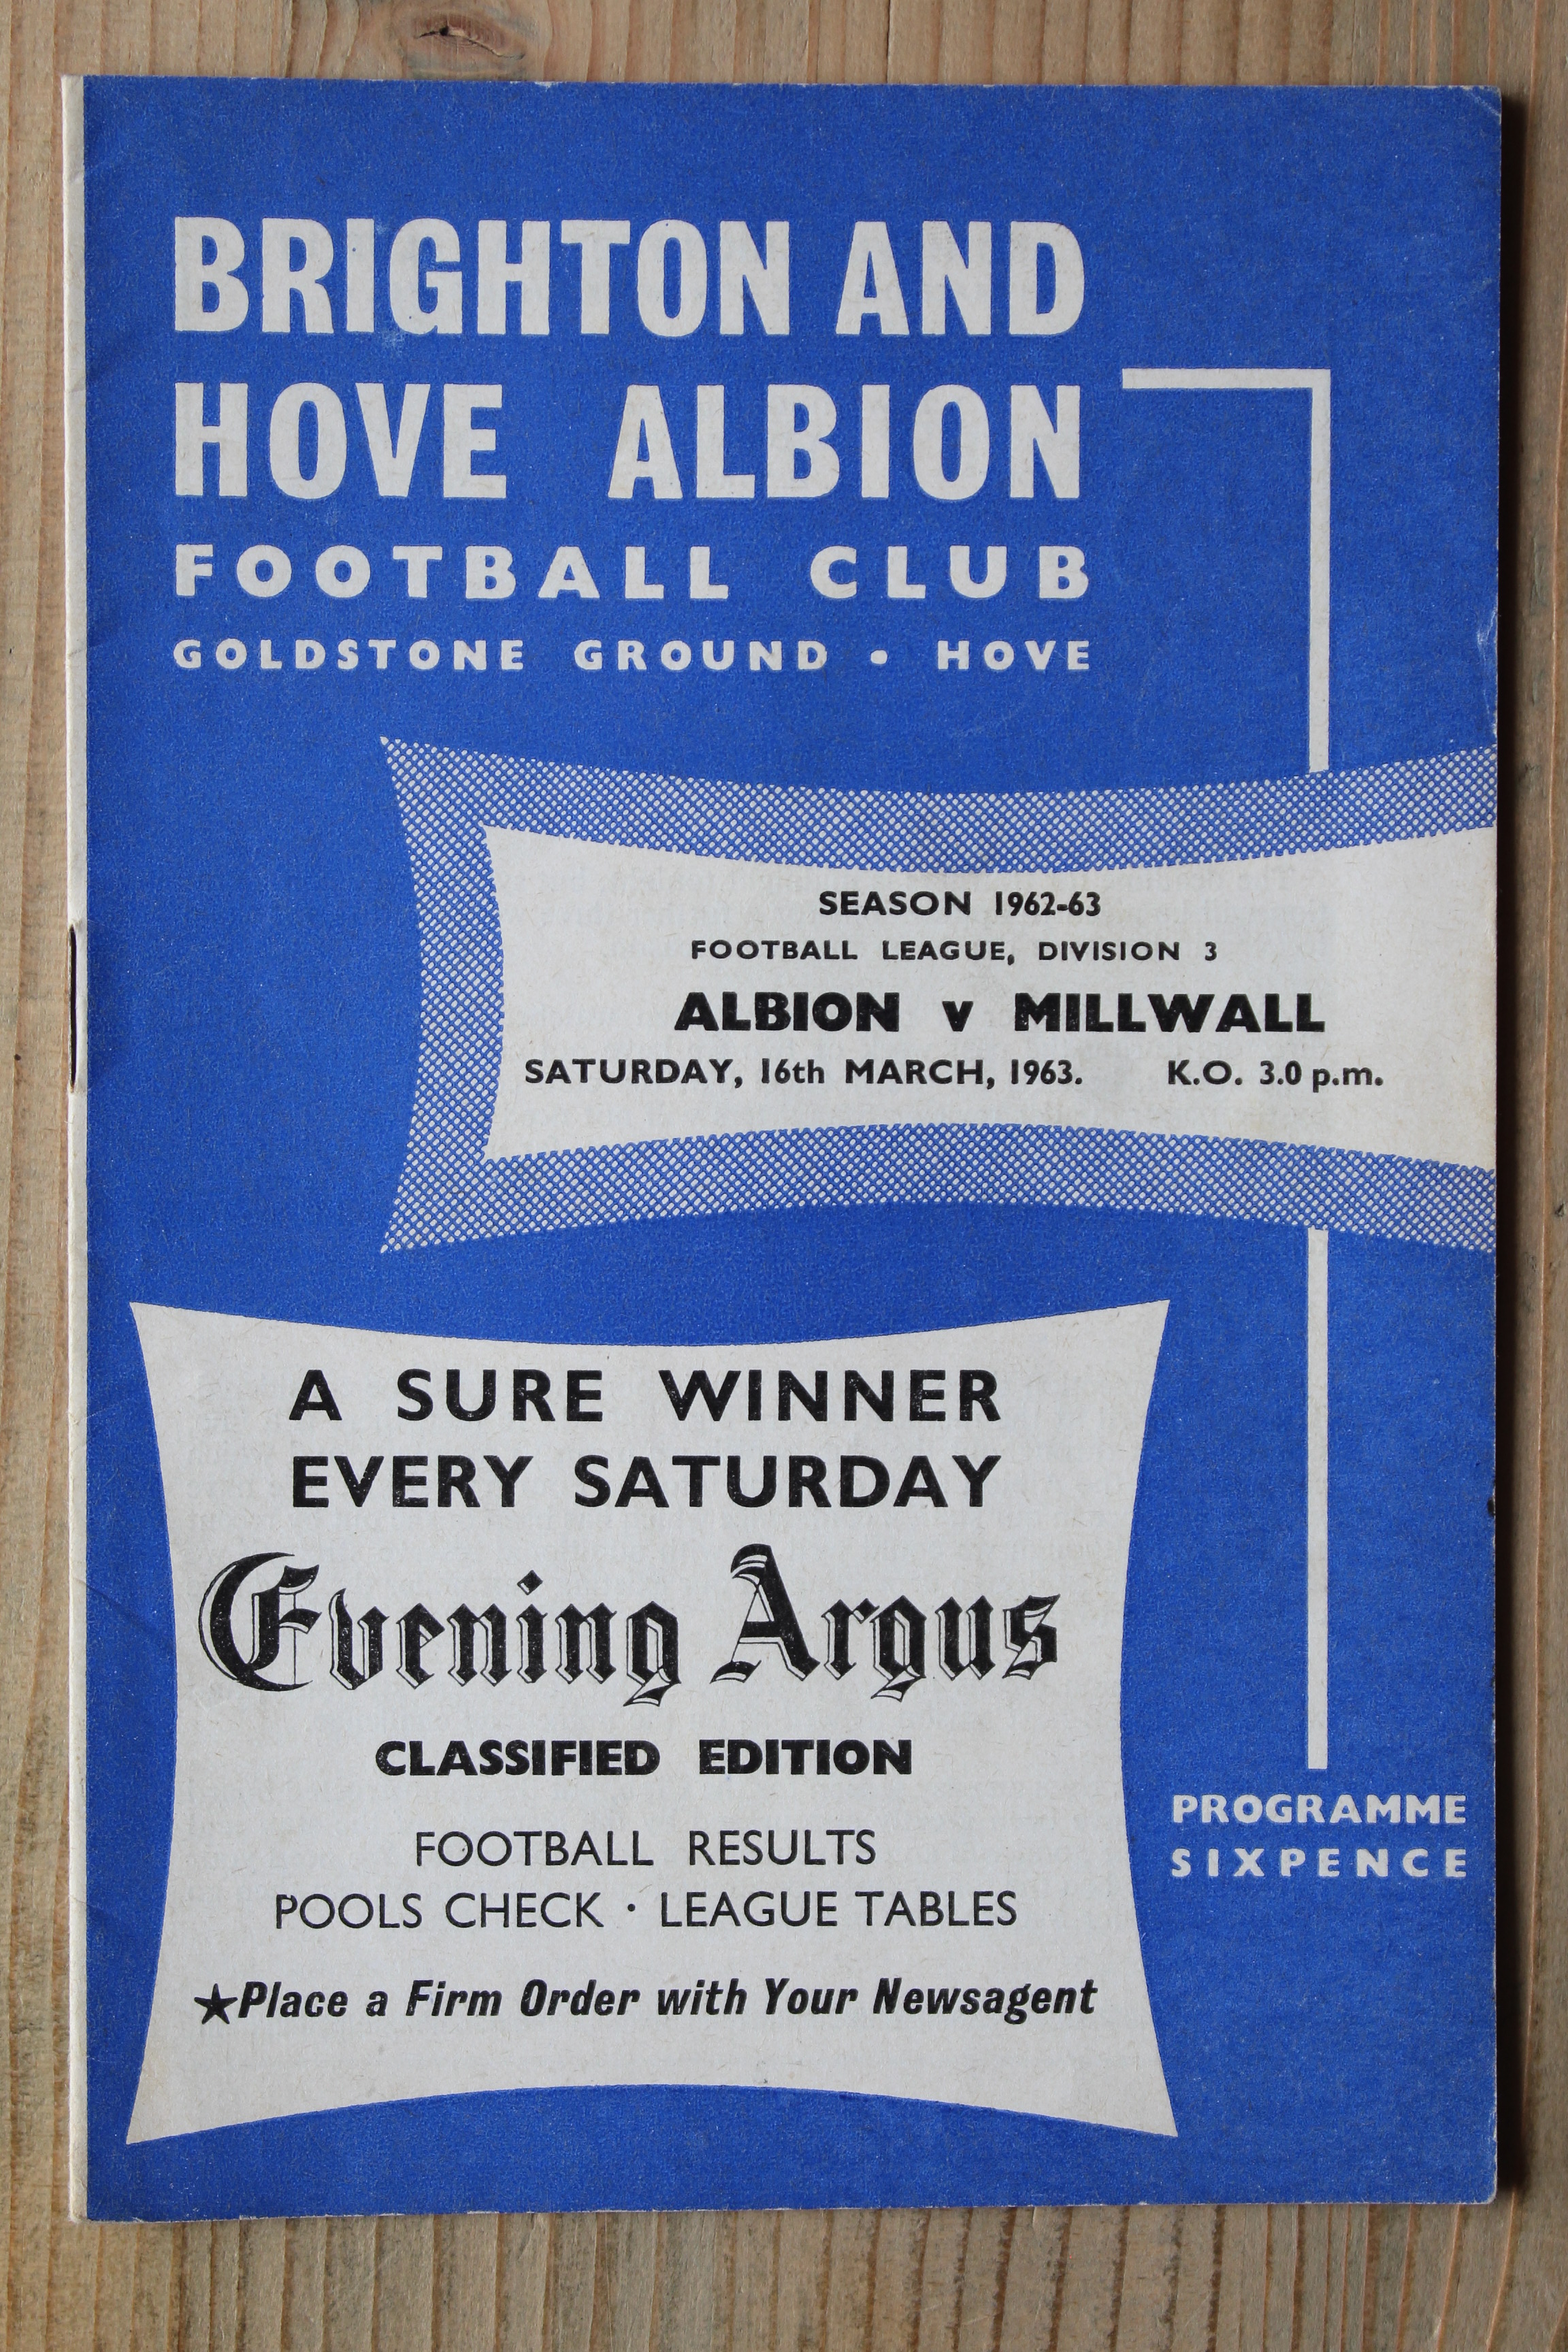 BRIGHTON AND
HOVE ALBION
FOOTBALL CLUB
GOLDSTONE GROUND • HOVE
SEASON 1962-63
FOOTBALL LEAGUE, DIVISION 3
ALBION v MILLWALL
SATURDAY, 16th MARCH, 1963. K.O. 3.0 p.m.
A SURE WINNER
EVERY SATURDAY
Evening Argus
CLASSIFIED EDITION
FOOTBALL RESULTS
POOLS CHECK · LEAGUE TABLES
★Place a Firm Order with Your Newsagent
PROGRAMME
SIXPENCE